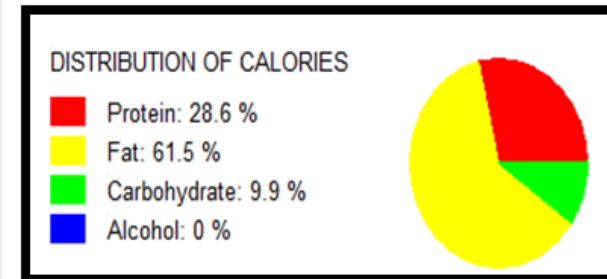 DISTRIBUTION OF CALORIES
Protein: 28.6 %
Fat: 61.5 %
Carbohydrate: 9.9 %
Alcohol: 0 %